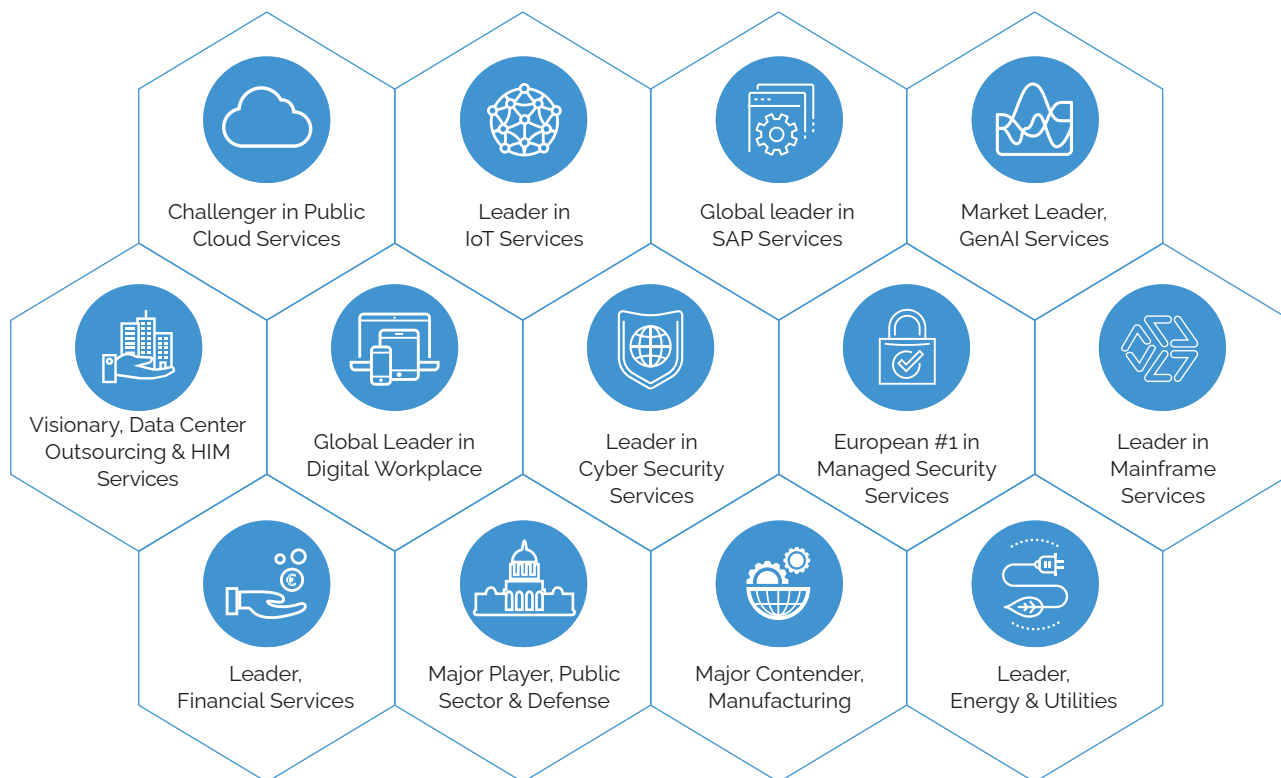 Challenger in Public
Cloud Services
Leader in
IoT Services
Global leader in
SAP Services
Market Leader,
GenAI Services
Visionary, Data Center
Outsourcing & HIM
Services
Global Leader in
Digital Workplace
Leader in
Cyber Security
Services
European #1 in
Managed Security
Services
Leader in
Mainframe
Services
€
Leader,
Financial Services
Major Player, Public
Sector & Defense
Major Contender,
Manufacturing
Leader,
Energy & Utilities